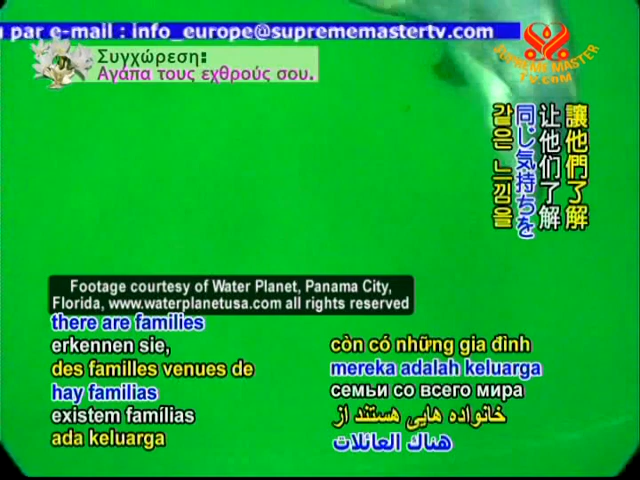 par e-mail : info_europe@suprememastertv.com
SUPREME MASTER
TV.COM
Συγχώρεση:
Αγάπα τους εχθρούς σου.
讓他們了解
让他们了解
同じ気持ちを
같은 느낌을
Footage courtesy of Water Planet, Panama City,
Florida, www.waterplanetusa.com all rights reserved
there are families
erkennen sie,
des familles venues de
hay familias
existem famílias
ada keluarga
còn có những gia đình
mereka adalah keluarga
семьи со всего мира
خانواده هایی هستند از
هناك العائلات